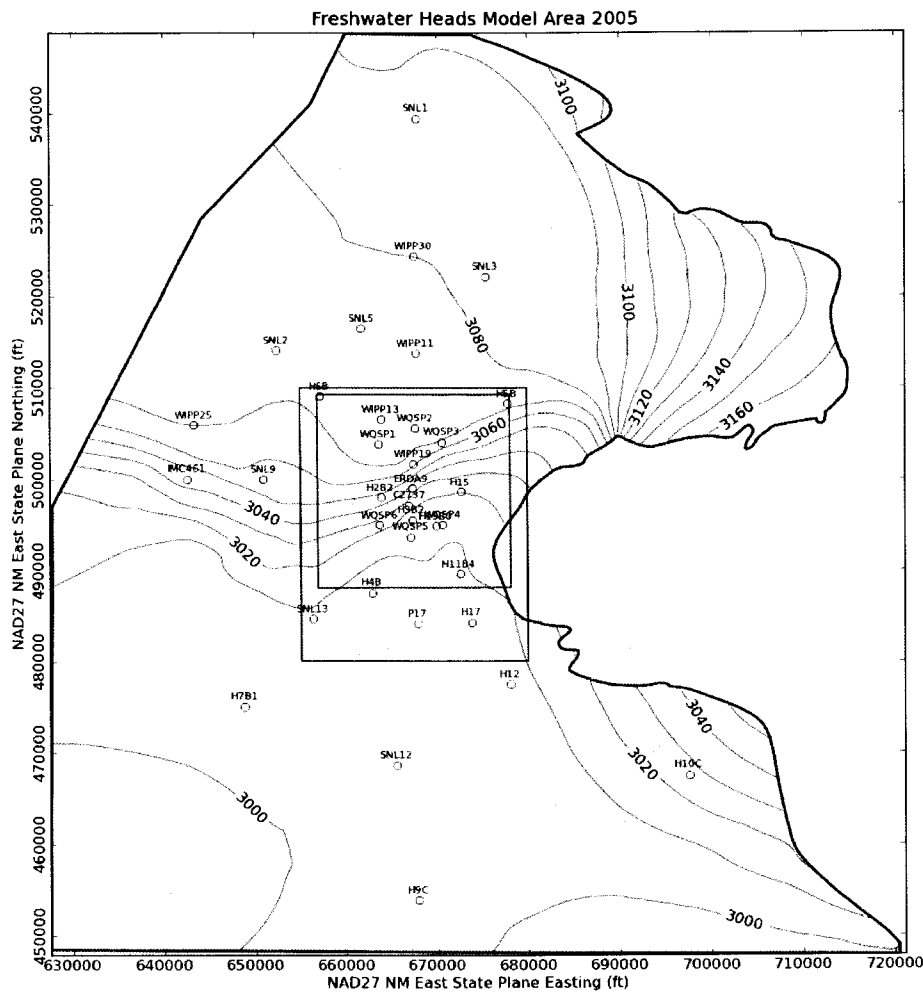 Freshwater Heads Model Area 2005
NAD27 NM East State Plane Northing (ft)
540000
530000
520000
510000
500000
490000
480000
470000
460000
450000
3100
SNL1
WIPP30
SNL3
3100
SNL5
SNL2
WIPP11
3080
3140
H6B
H5B
3120
WIPP25
WIPP13
WQSP2
3060
3160
WQSP1
WQSP3
WIPP19
IMC461
SNL9
ERDA9
H15
H2B2
C2737
3040
H3B2
WQSP6
WQSP4
WQSP5
3020
H11B4
H4B
SNL13
P17
H17
H12
H7B1
3040
SNL12
3020
H10C
3000
H9C
3000
630000 640000 650000 660000 670000 680000 690000 700000 710000 720000
NAD27 NM East State Plane Easting (ft)